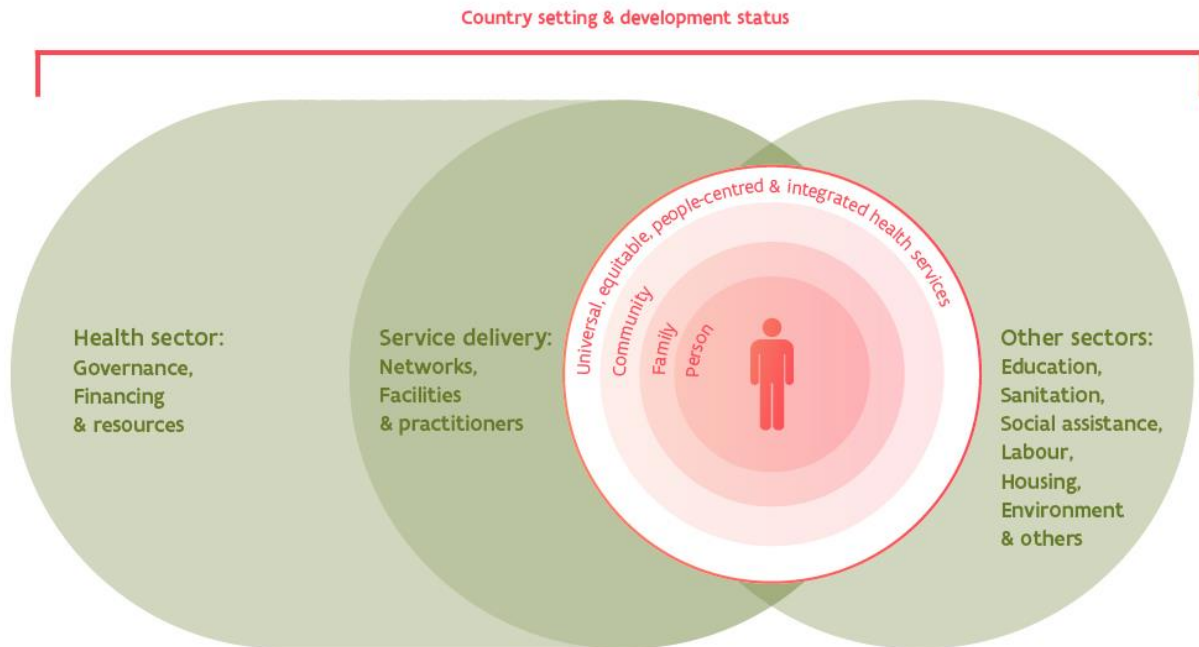 Country setting & development status
Health sector:
Governance,
Financing
& resources
Service delivery:
Networks,
Facilities
& practitioners
Universal, equitable, people-centred & integrated health services
Community
Family
Person
Other sectors:
Education,
Sanitation,
Social assistance,
Labour,
Housing,
Environment
& others